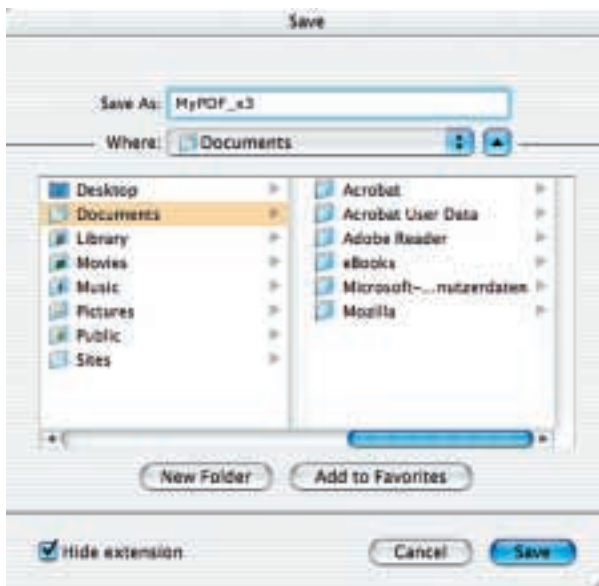 Save
Save As: MyPDF_x3
Where: Documents
Desktop
Documents
Library
Movies
Music
Pictures
Public
Sites
Acrobat
Acrobat User Data
Adobe Reader
eBooks
Microsoft-...nutzerdaten
Mozilla
New Folder
Add to Favorites
Hide extension
Cancel
Save